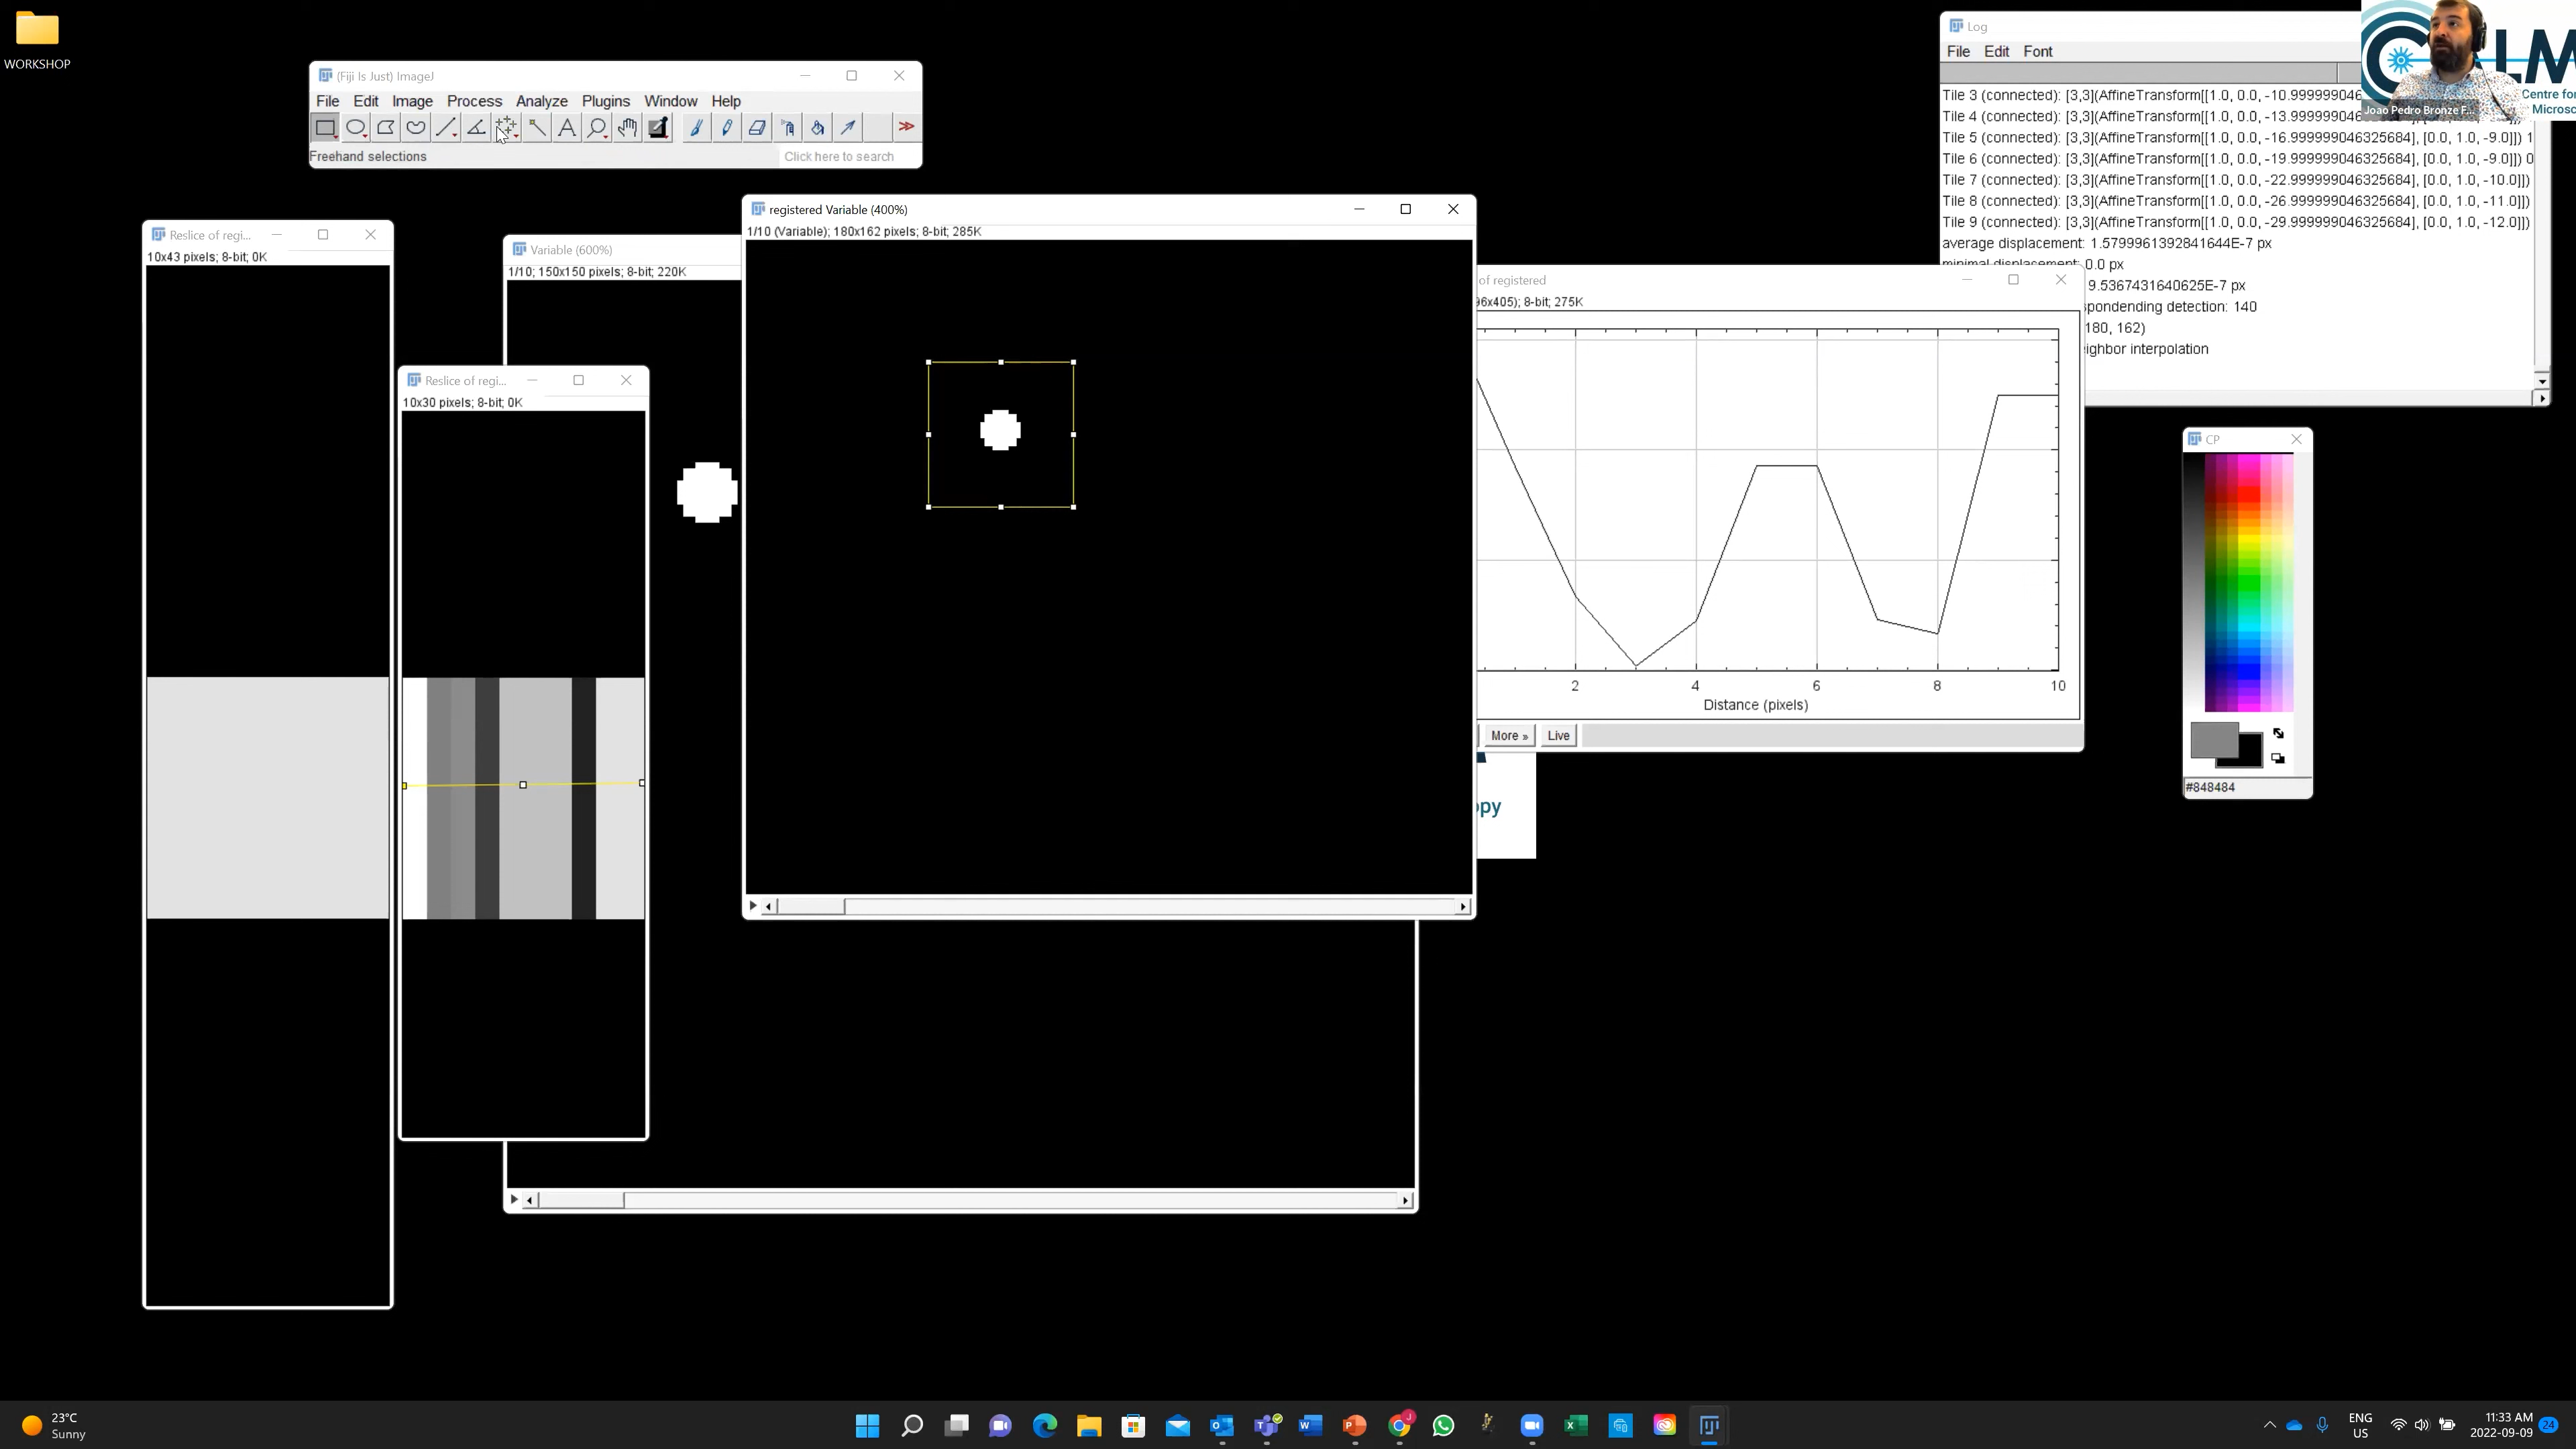 WORKSHOP
(Fiji Is Just) ImageJ
File Edit Image Process Analyze Plugins Window Help
Freehand selections
Click here to search
Log
File Edit Font
Tile 3 (connected): [3,3](AffineTransform[[1.0, 0.0, -10.999999046
Tile 4 (connected): [3,3](AffineTransform[[1.0, 0.0, -13.999999046
Tile 5 (connected): [3,3](AffineTransform[[1.0, 0.0, -16.999999046325684], [0.0, 1.0, -9.0]]) 1
Tile 6 (connected): [3,3](AffineTransform[[1.0, 0.0, -19.999999046325684], [0.0, 1.0, -9.0]]) 0
Tile 7 (connected): [3,3](AffineTransform[[1.0, 0.0, -22.999999046325684], [0.0, 1.0, -10.0]])
Tile 8 (connected): [3,3](AffineTransform[[1.0, 0.0, -26.999999046325684], [0.0, 1.0, -11.0]])
Tile 9 (connected): [3,3](AffineTransform[[1.0, 0.0, -29.999999046325684], [0.0, 1.0, -12.0]])
average displacement: 1.5799961392841644E-7 px
0.0 px
9.5367431640625E-7 px
spondending detection: 140
180, 162)
ighbor interpolation
LM
Centre for
Microsc
Joao Pedro Bronze F...
Reslice of regi...
10x43 pixels; 8-bit; 0K
Variable (600%)
1/10; 150x150 pixels; 8-bit; 220K
registered Variable (400%)
1/10 (Variable); 180x162 pixels; 8-bit; 285K
Reslice of regi...
10x30 pixels; 8-bit; 0K
of registered
96x405); 8-bit; 275K
2 4 6 8 10
Distance (pixels)
More » Live
opy
CP
#848484
23°C
Sunny
ENG
US
11:33 AM
2022-09-09
24